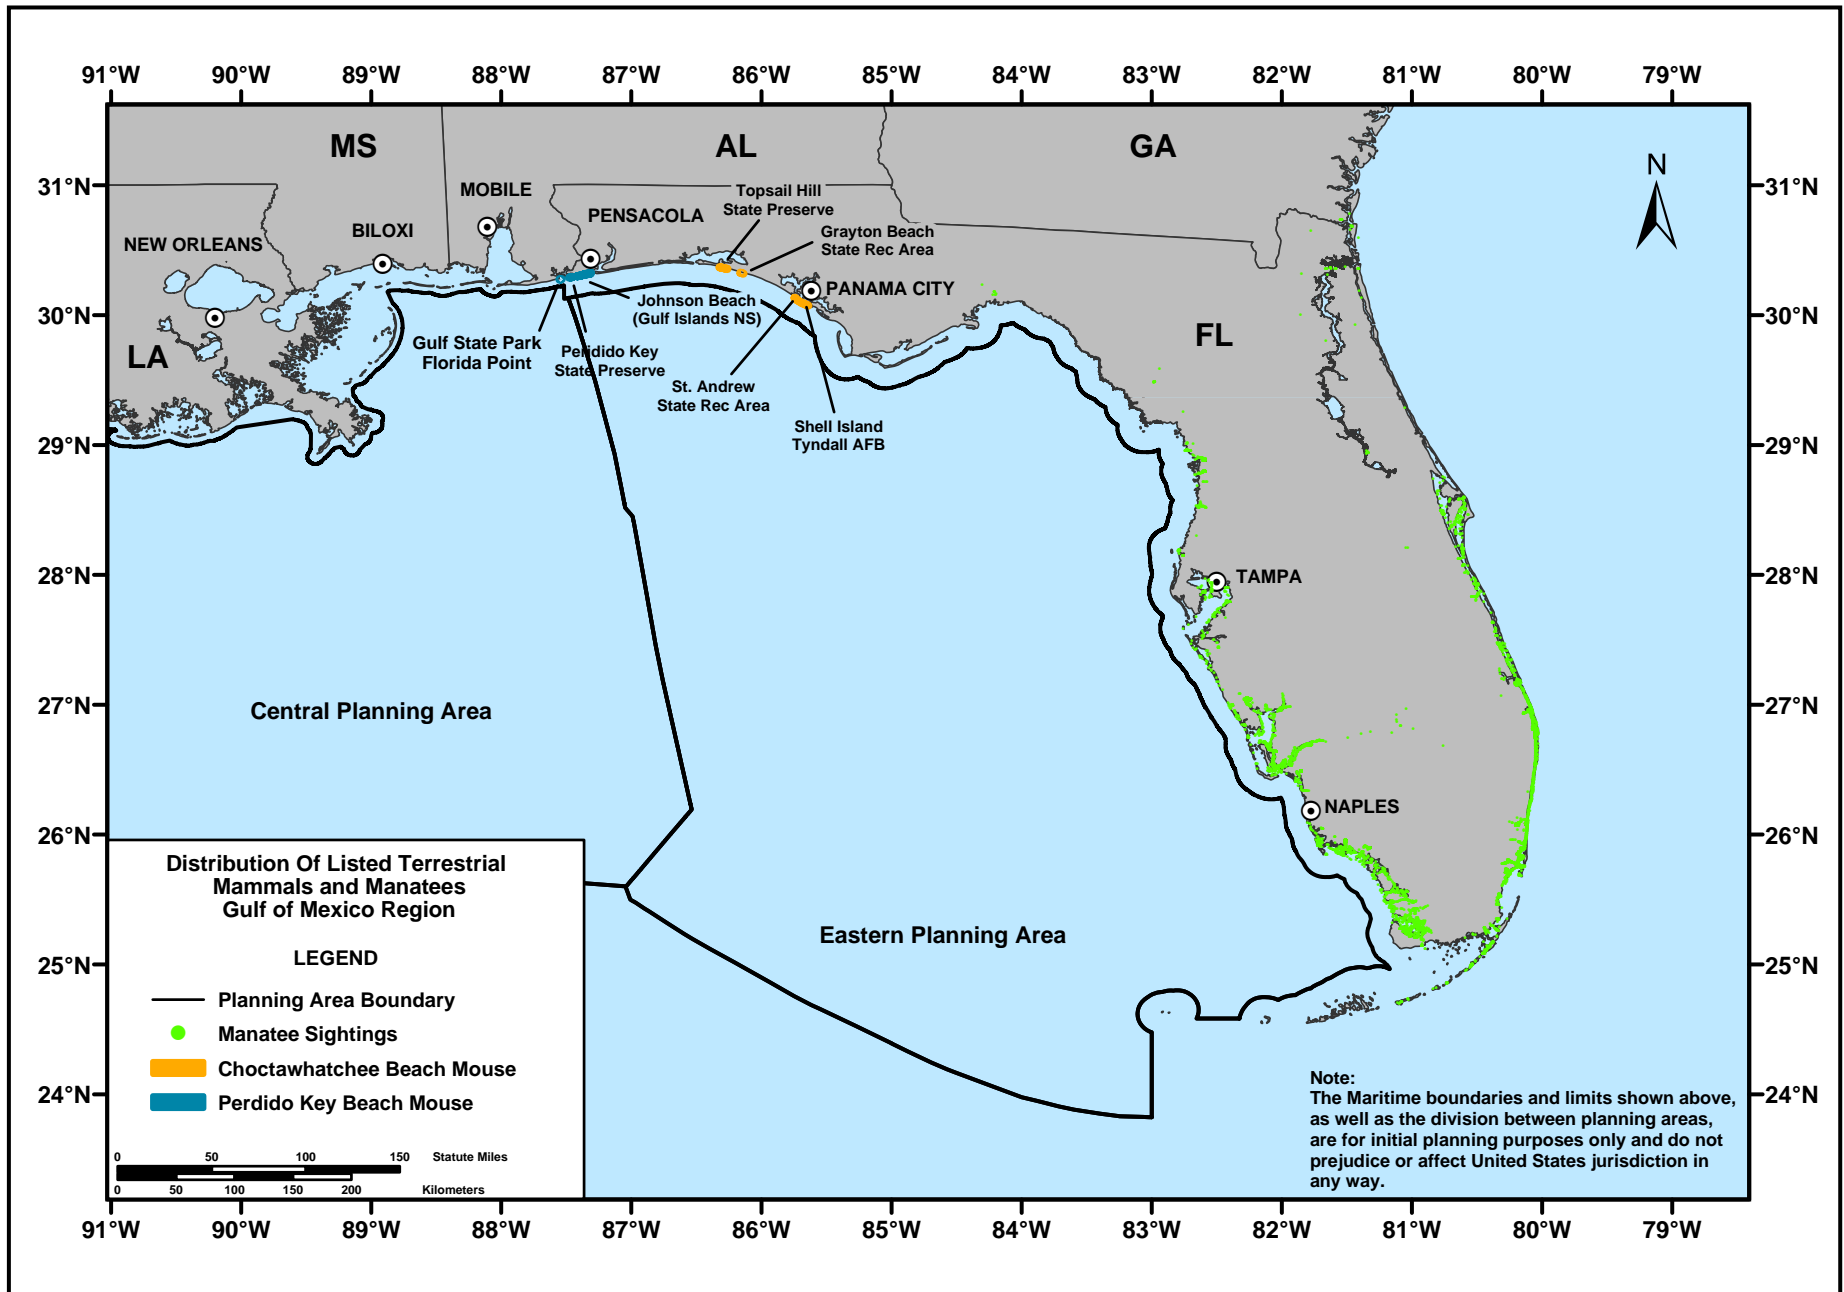 91°W 90°W 89°W 88°W 87°W 86°W 85°W 84°W 83°W 82°W 81°W 80°W 79°W
MS
AL
GA
N
31°N
31°N
MOBILE
Topsail Hill
State Preserve
PENSACOLA
BILOXI
NEW ORLEANS
Grayton Beach
State Rec Area
PANAMA CITY
Johnson Beach
(Gulf Islands NS)
30°N
30°N
Gulf State Park
Florida Point
FL
LA
Perdido Key
State Preserve
St. Andrew
State Rec Area
Shell Island
Tyndall AFB
29°N
29°N
28°N
TAMPA
28°N
27°N
Central Planning Area
27°N
NAPLES
26°N
26°N
Distribution Of Listed Terrestrial
Mammals and Manatees
Gulf of Mexico Region
Eastern Planning Area
LEGEND
25°N
25°N
Planning Area Boundary
Manatee Sightings
Choctawhatchee Beach Mouse
Perdido Key Beach Mouse
24°N
24°N
0 50 100 150 Statute Miles
0 50 100 150 200 Kilometers
Note:
The Maritime boundaries and limits shown above,
as well as the division between planning areas,
are for initial planning purposes only and do not
prejudice or affect United States jurisdiction in
any way.
91°W 90°W 89°W 88°W 87°W 86°W 85°W 84°W 83°W 82°W 81°W 80°W 79°W